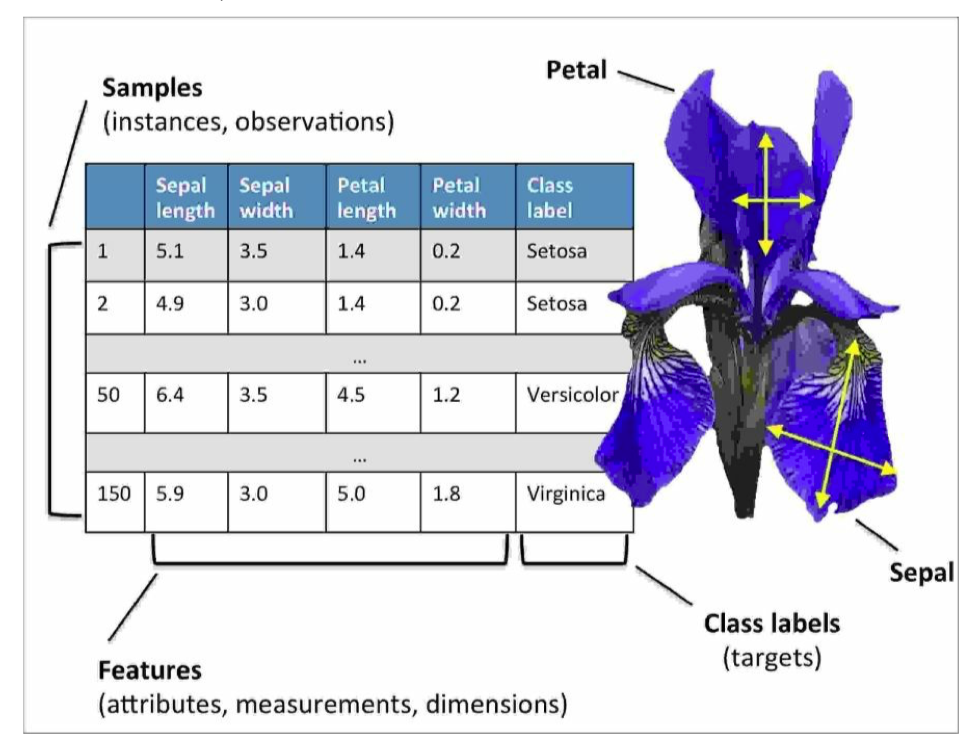 Samples
(instances, observations)
Petal
Sepal length Sepal width Petal length Petal width Class label
1 5.1 3.5 1.4 0.2 Setosa
2 4.9 3.0 1.4 0.2 Setosa
...
50 6.4 3.5 4.5 1.2 Versicolor
...
150 5.9 3.0 5.0 1.8 Virginica
Sepal
Class labels
(targets)
Features
(attributes, measurements, dimensions)